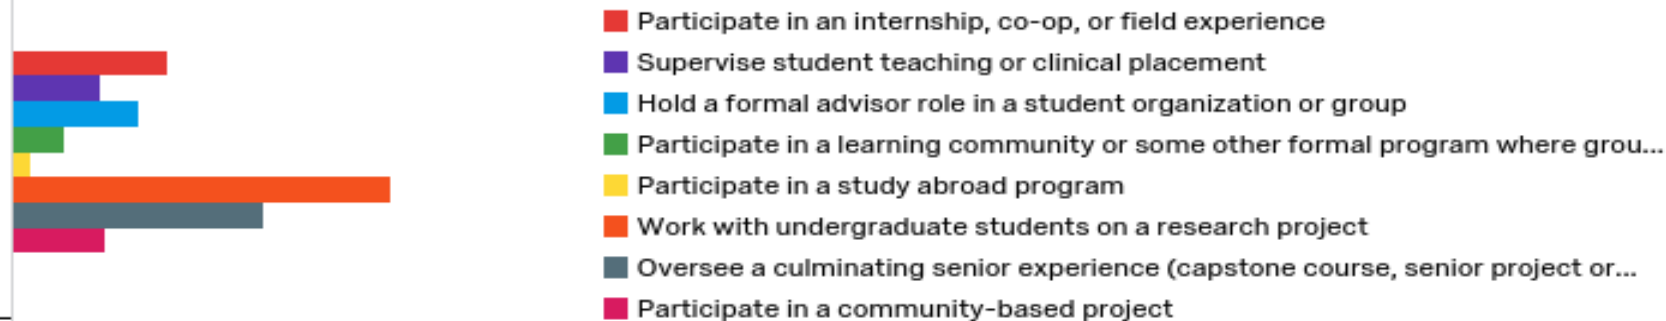 Participate in an internship, co-op, or field experience
Supervise student teaching or clinical placement
Hold a formal advisor role in a student organization or group
Participate in a learning community or some other formal program where grou...
Participate in a study abroad program
Work with undergraduate students on a research project
Oversee a culminating senior experience (capstone course, senior project or...
Participate in a community-based project